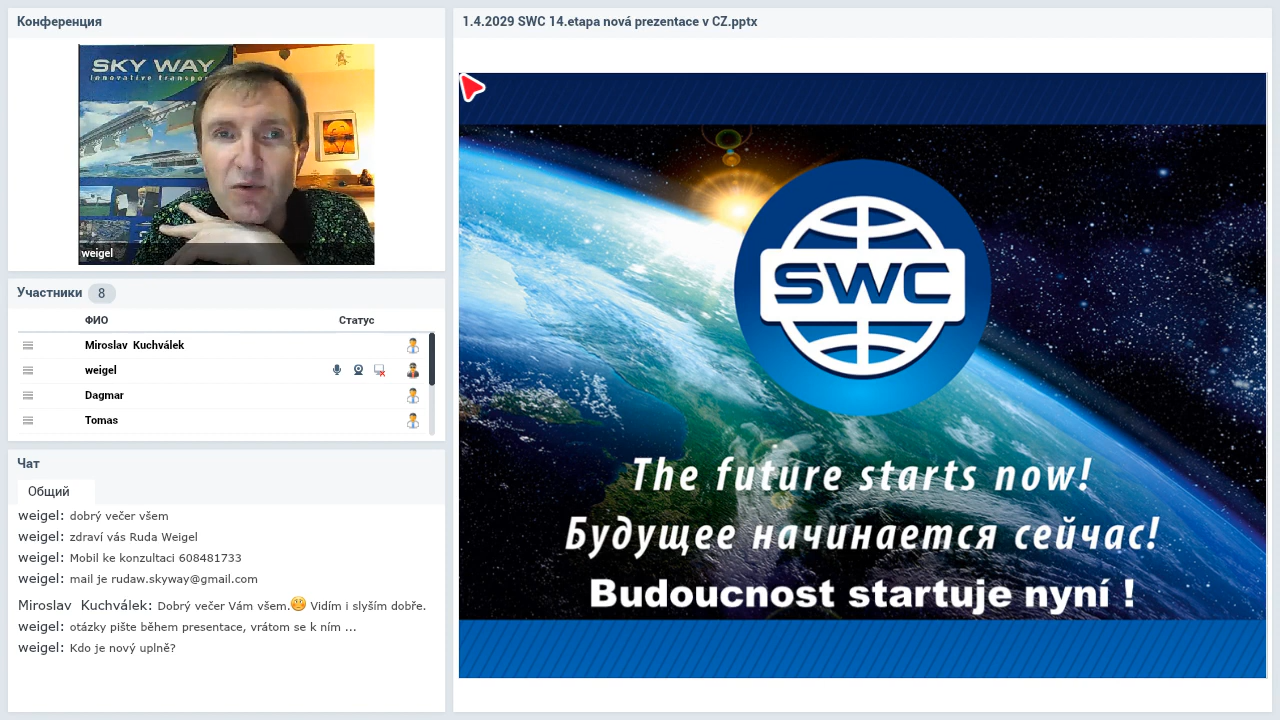 Конференция
SKY WAY
Innovative Transpor
weigel
Участники 8
ФИО Статус
Miroslav Kuchválek
weigel
Dagmar
Tomas
Чат
Общий
weigel: dobrý večer všem
weigel: zdraví vás Ruda Weigel
weigel: Mobil ke konzultaci 608481733
weigel: mail je rudaw.skyway@gmail.com
Miroslav Kuchválek: Dobrý večer Vám všem. Vidím i slyším dobře.
weigel: otázky pište během presentace, vrátom se k ním ...
weigel: Kdo je nový uplně?
1.4.2029 SWC 14.etapa nová prezentace v CZ.pptx
SWC
The future starts now!
Будущее начинается сейчас!
Budoucnost startuje nyní !